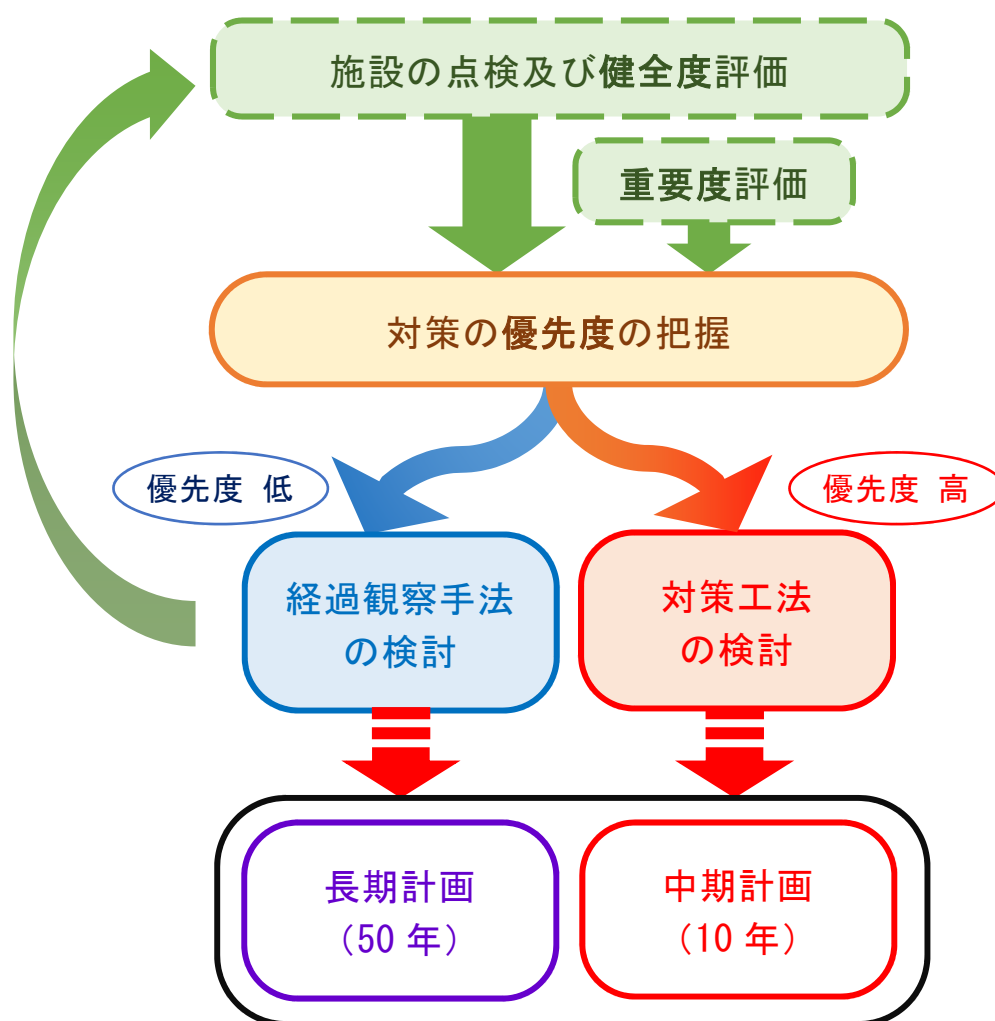 施設の点検及び健全度評価
重要度評価
対策の優先度の把握
優先度 低
優先度 高
経過観察手法
の検討
対策工法
の検討
長期計画
（50 年）
中期計画
（10 年）